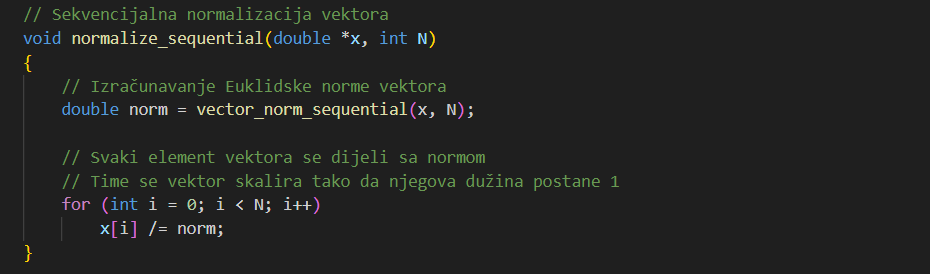 // Sekvencijalna normalizacija vektora
void normalize_sequential(double *x, int N)
{
    // Izračunavanje Euklidske norme vektora
    double norm = vector_norm_sequential(x, N);

    // Svaki element vektora se dijeli sa normom
    // Time se vektor skalira tako da njegova dužina postane 1
    for (int i = 0; i < N; i++)
        x[i] /= norm;
}